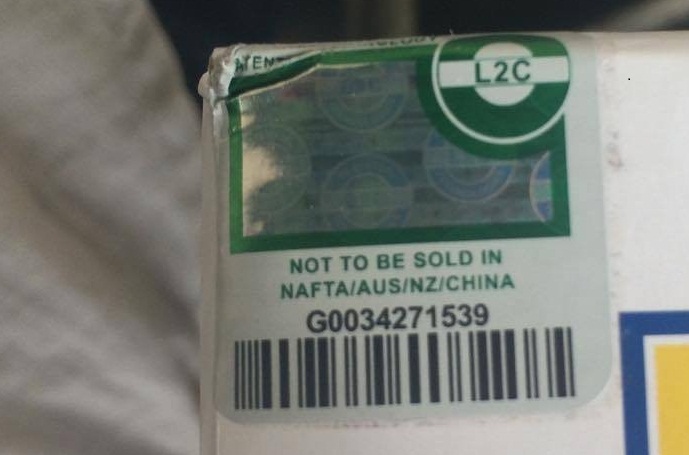 L2C
NOT TO BE SOLD IN
NAFTA/AUS/NZ/CHINA
G0034271539